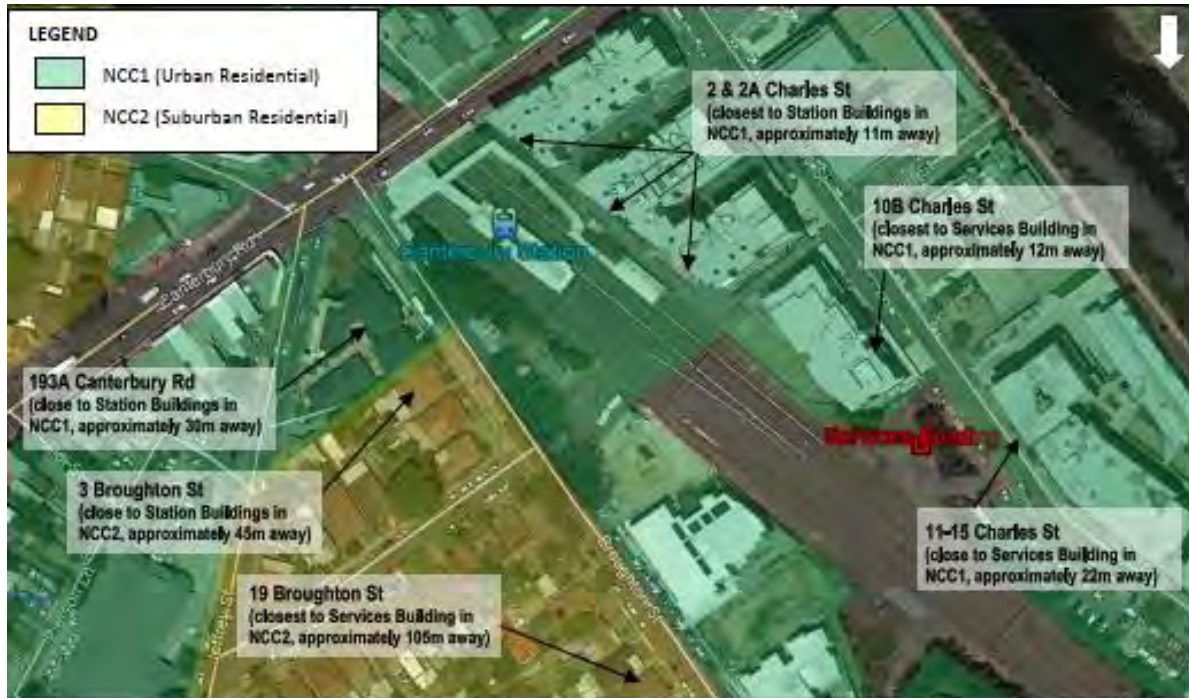 LEGEND
NCC1 (Urban Residential)
NCC2 (Suburban Residential)
2 & 2A Charles St
(closest to Station Buildings in
NCC1, approximately 11m away)
10B Charles St
(closest to Services Building in
NCC1, approximately 12m away)
Canterbury Station
Canterbury Rd
193A Canterbury Rd
(close to Station Buildings in
NCC1, approximately 30m away)
3 Broughton St
(close to Station Buildings in
NCC2, approximately 45m away)
11-15 Charles St
(close to Services Building in
NCC1, approximately 22m away)
Broughton St
19 Broughton St
(closest to Services Building in
NCC2, approximately 105m away)